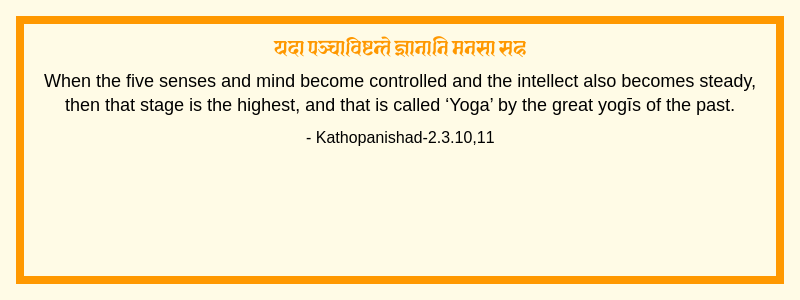 यदा पञ्चाविष्टन्ते ज्ञानानि मनसा सह
When the five senses and mind become controlled and the intellect also becomes steady,
then that stage is the highest, and that is called ‘Yoga’ by the great yogīs of the past.
- Kathopanishad-2.3.10,11